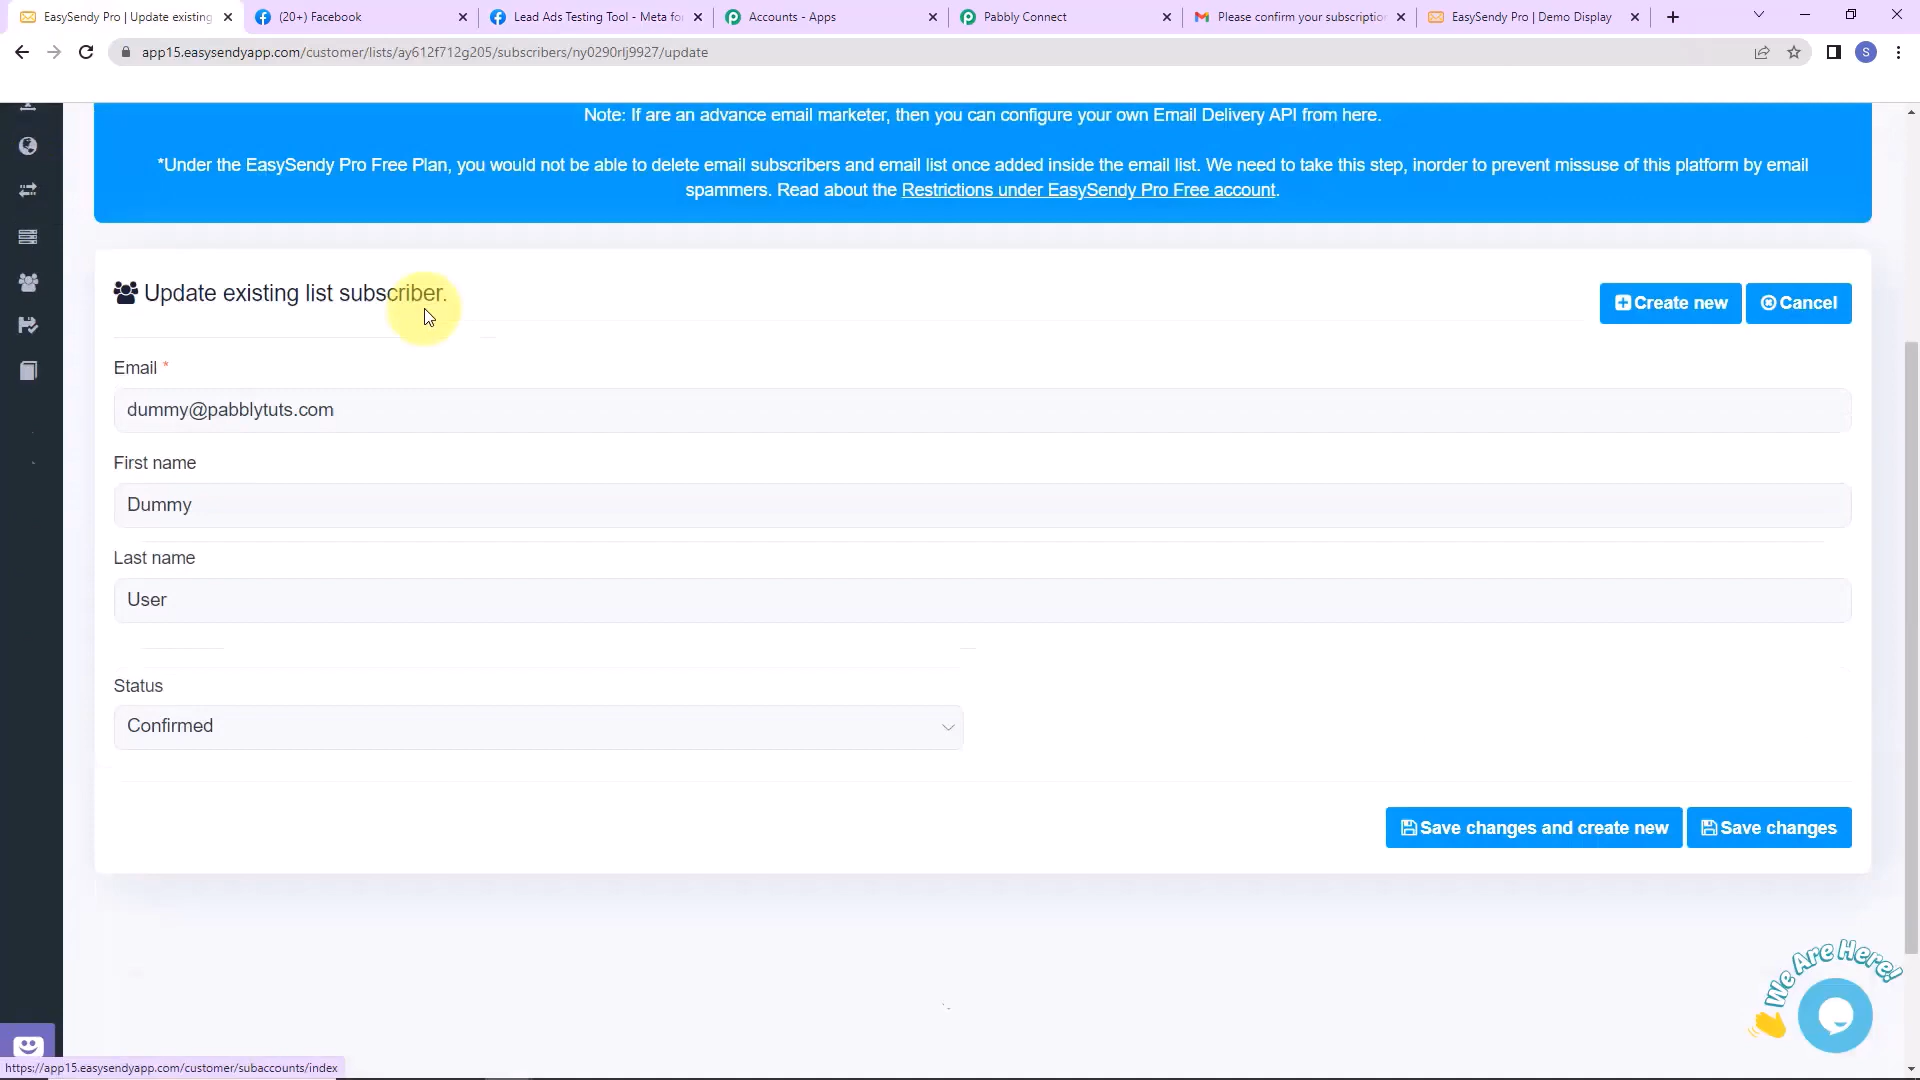 EasySendy Pro | Update existing
(20+) Facebook
Lead Ads Testing Tool - Meta fo
Accounts - Apps
Pabbly Connect
Please confirm your subscriptio
EasySendy Pro | Demo Display
app15.easysendyapp.com/customer/lists/ay612f712g205/subscribers/ny0290rlj9927/update
S
Note: If are an advance email marketer, then you can configure your own Email Delivery API from here.
*Under the EasySendy Pro Free Plan, you would not be able to delete email subscribers and email list once added inside the email list. We need to take this step, inorder to prevent missuse of this platform by email
spammers. Read about the Restrictions under EasySendy Pro Free account.
Update existing list subscriber.
Create new
Cancel
Email *
dummy@pabblytuts.com
First name
Dummy
Last name
User
Status
Confirmed
Save changes and create new
Save changes
We Are Here!
https://app15.easysendyapp.com/customer/subaccounts/index